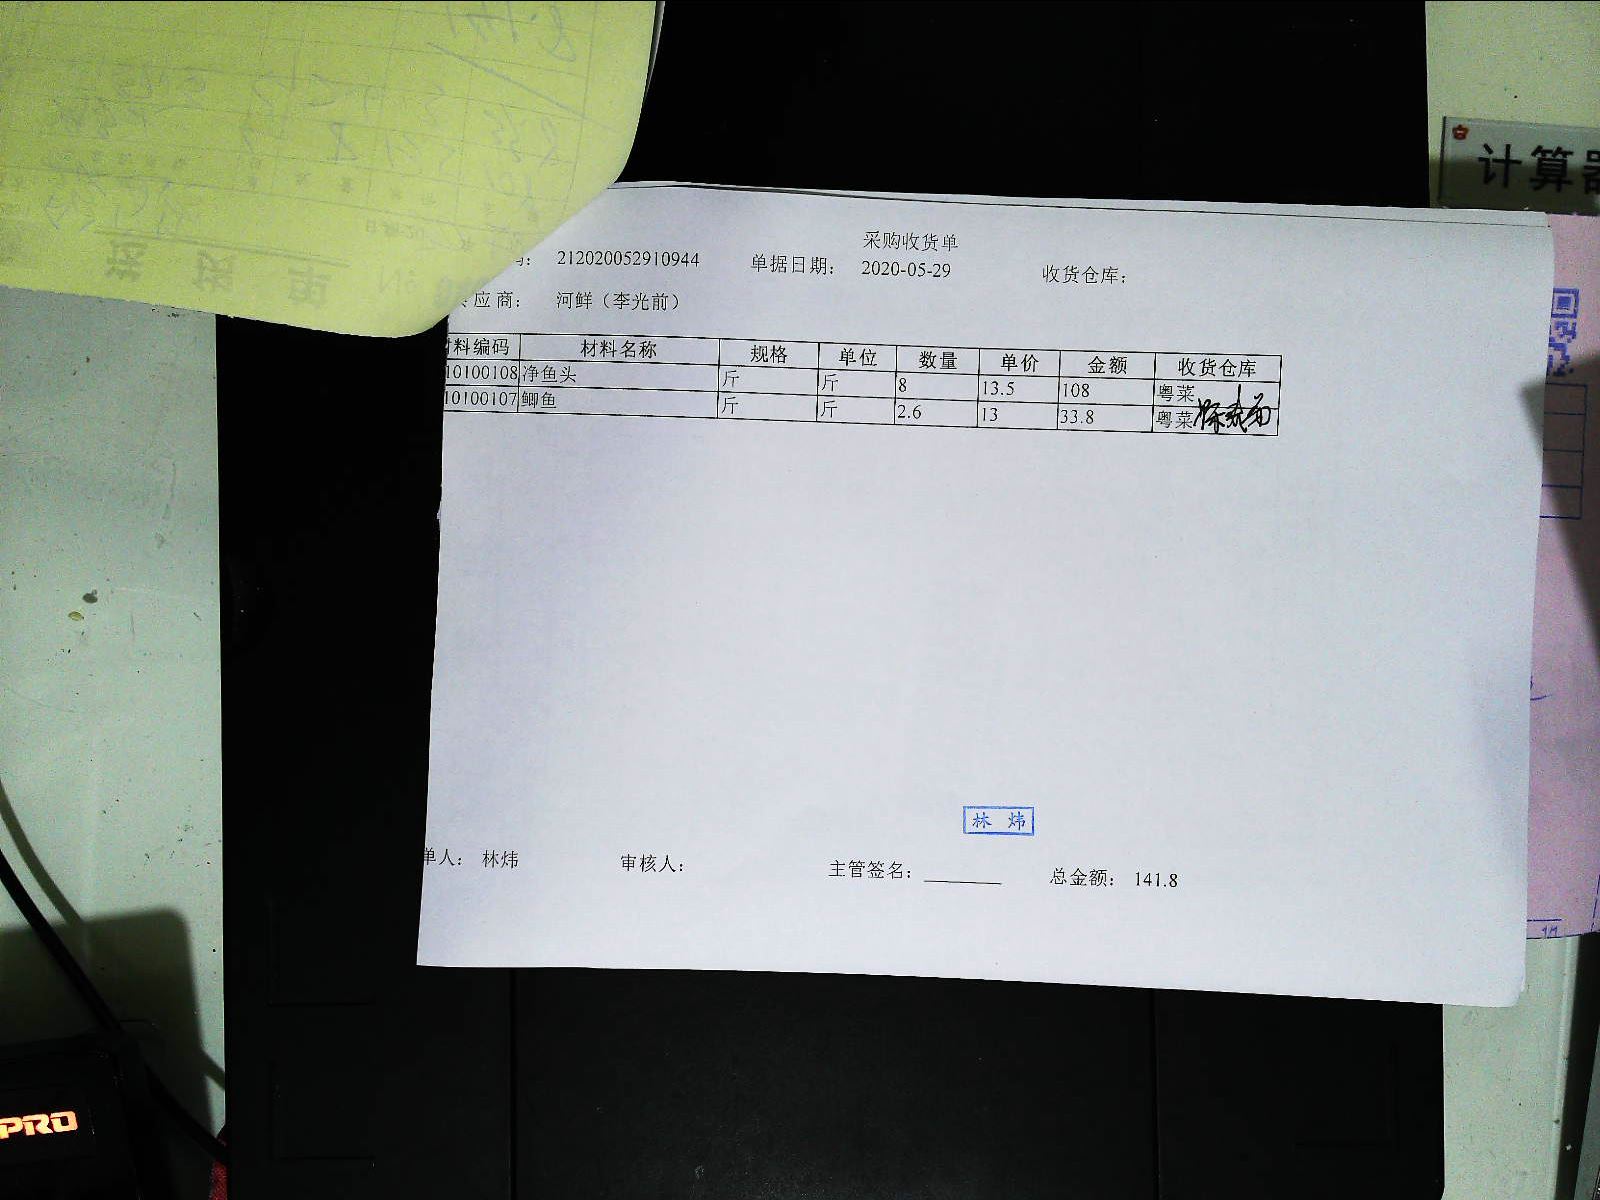 计算器
采购收货单
212020052910944 单据日期: 2020-05-29 收货仓库:
应商: 河鲜（李光前）
料编码 材料名称 规格 单位 数量 单价 金额 收货仓库
10100108 净鱼头 斤 斤 8 13.5 108 粤菜
10100107 鲫鱼 斤 斤 2.6 13 33.8 粤菜
林炜
单人: 林炜 审核人: 主管签名: 总金额: 141.8
PRO